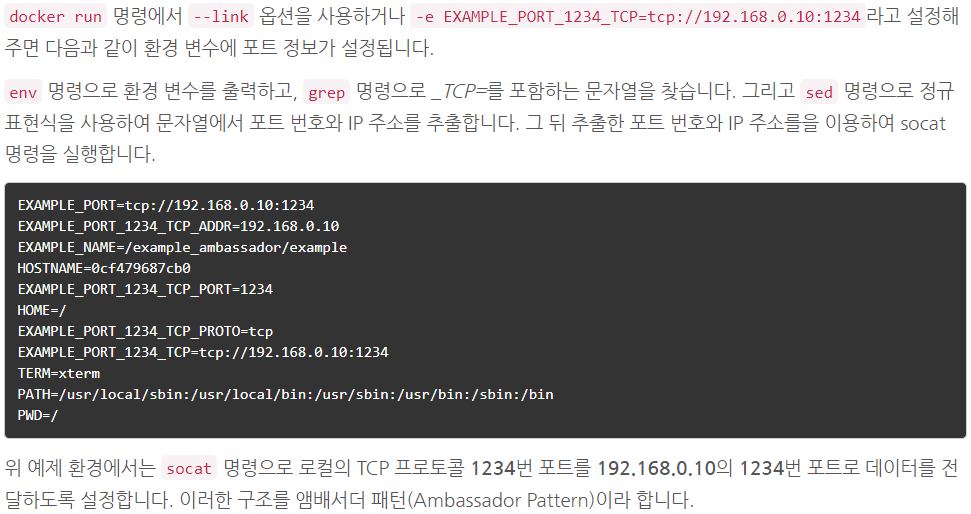 docker run 명령에서 --link 옵션을 사용하거나 -e EXAMPLE_PORT_1234_TCP=tcp://192.168.0.10:1234 라고 설정해
주면 다음과 같이 환경 변수에 포트 정보가 설정됩니다.
env 명령으로 환경 변수를 출력하고, grep 명령으로 _TCP=를 포함하는 문자열을 찾습니다. 그리고 sed 명령으로 정규
표현식을 사용하여 문자열에서 포트 번호와 IP 주소를 추출합니다. 그 뒤 추출한 포트 번호와 IP 주소를을 이용하여 socat
명령을 실행합니다.
EXAMPLE_PORT=tcp://192.168.0.10:1234
EXAMPLE_PORT_1234_TCP_ADDR=192.168.0.10
EXAMPLE_NAME=/example_ambassador/example
HOSTNAME=0cf479687cb0
EXAMPLE_PORT_1234_TCP_PORT=1234
HOME=/
EXAMPLE_PORT_1234_TCP_PROTO=tcp
EXAMPLE_PORT_1234_TCP=tcp://192.168.0.10:1234
TERM=xterm
PATH=/usr/local/sbin:/usr/local/bin:/usr/sbin:/usr/bin:/sbin:/bin
PWD=/
위 예제 환경에서는 socat 명령으로 로컬의 TCP 프로토콜 1234번 포트를 192.168.0.10의 1234번 포트로 데이터를 전
달하도록 설정합니다. 이러한 구조를 앰배서더 패턴(Ambassador Pattern)이라 합니다.